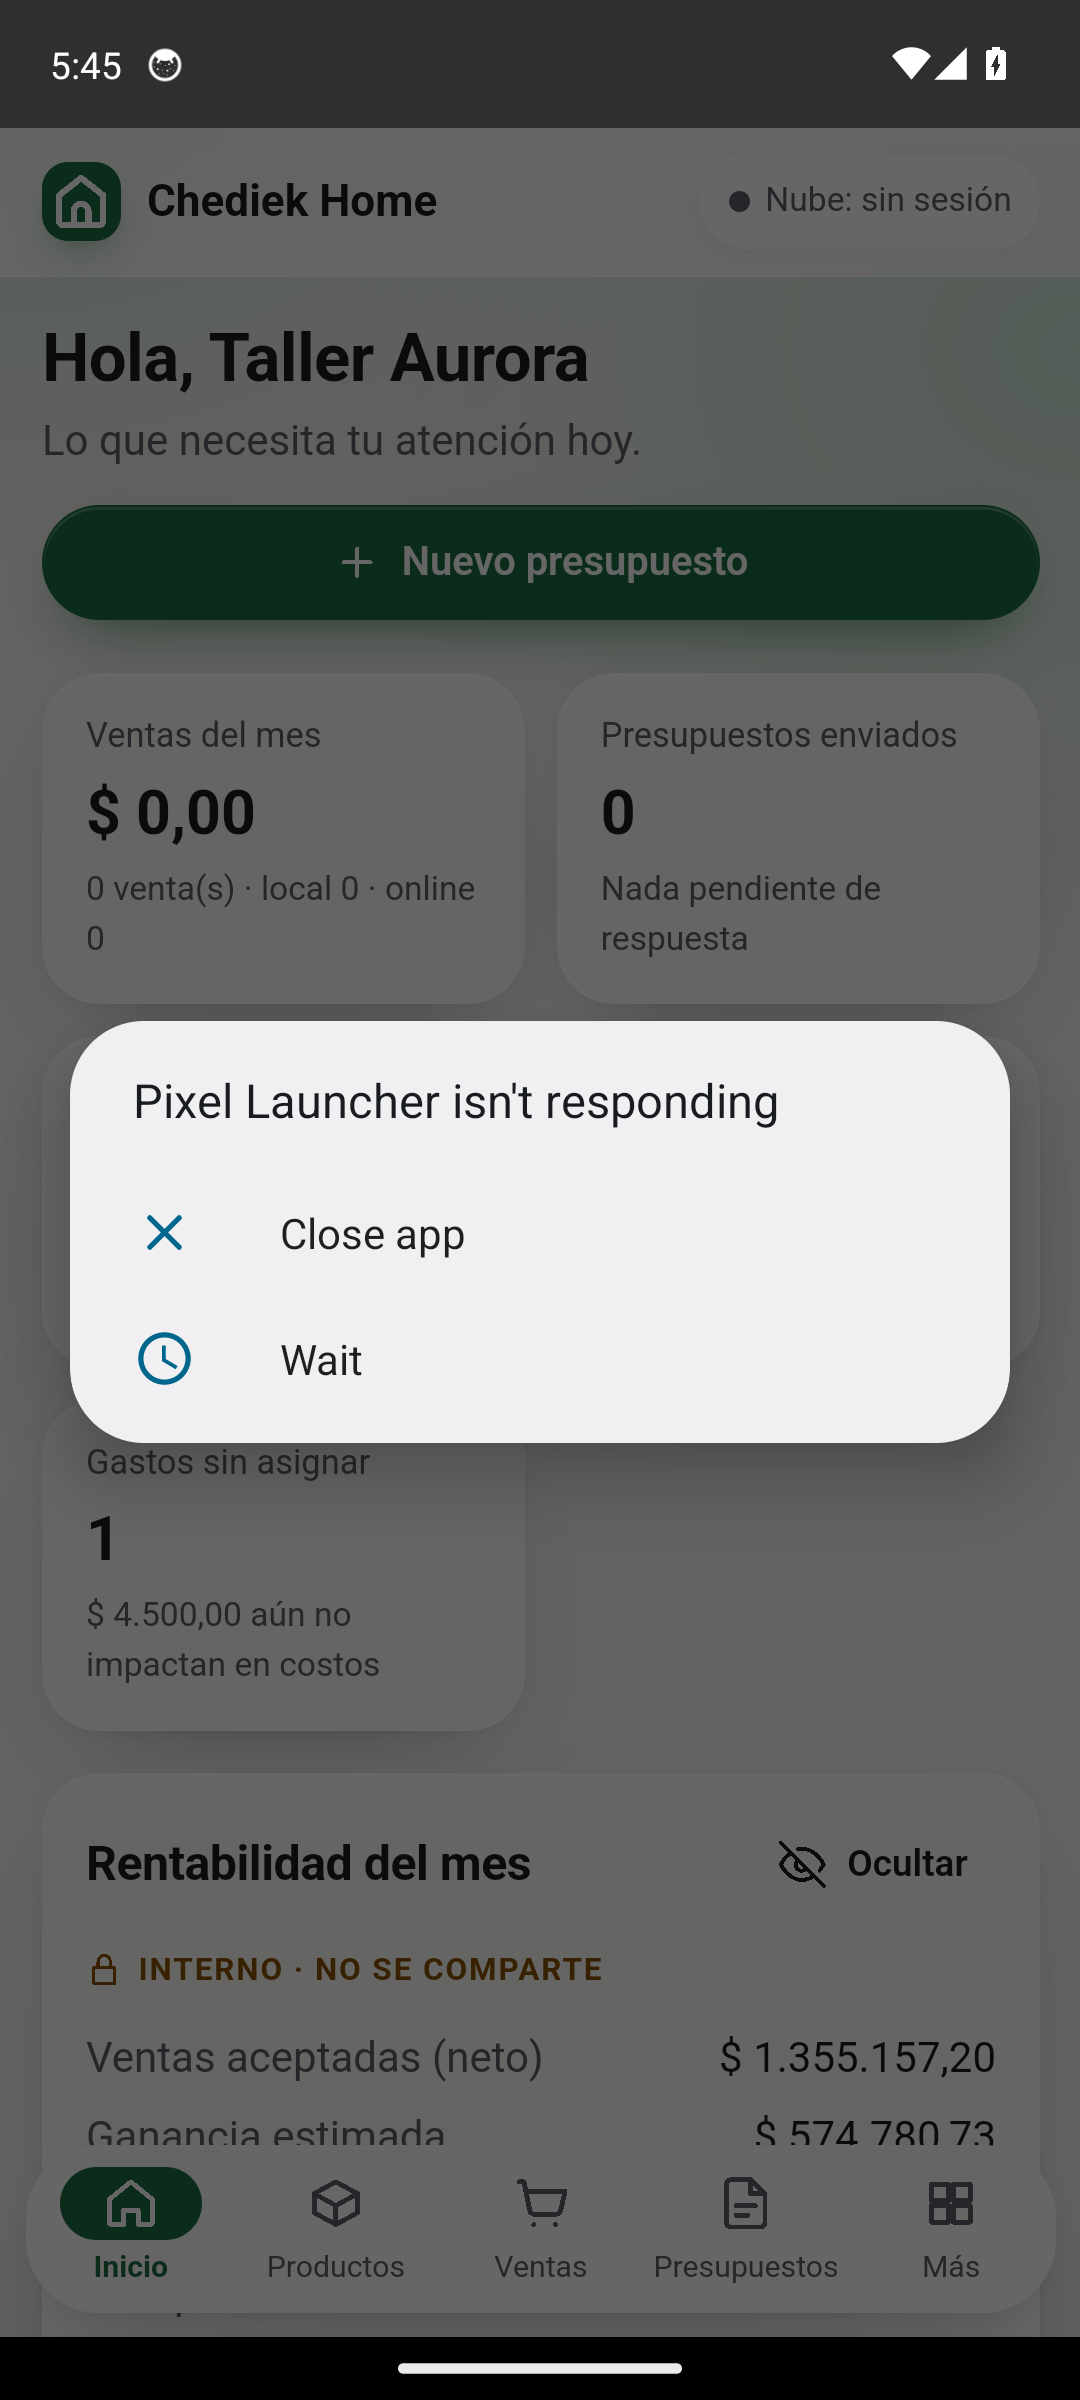 5:45
Chediek Home
Nube: sin sesión
Hola, Taller Aurora
Lo que necesita tu atención hoy.
Nuevo presupuesto
Ventas del mes
$ 0,00
0 venta(s) · local 0 · online
0
Presupuestos enviados
0
Nada pendiente de
respuesta
Pixel Launcher isn't responding
Close app
Wait
Gastos sin asignar
1
$ 4.500,00 aún no
impactan en costos
Rentabilidad del mes
Ocultar
INTERNO · NO SE COMPARTE
Ventas aceptadas (neto)
$ 1.355.157,20
Ganancia estimada
$ 574.780,73
Inicio
Productos
Ventas
Presupuestos
Más